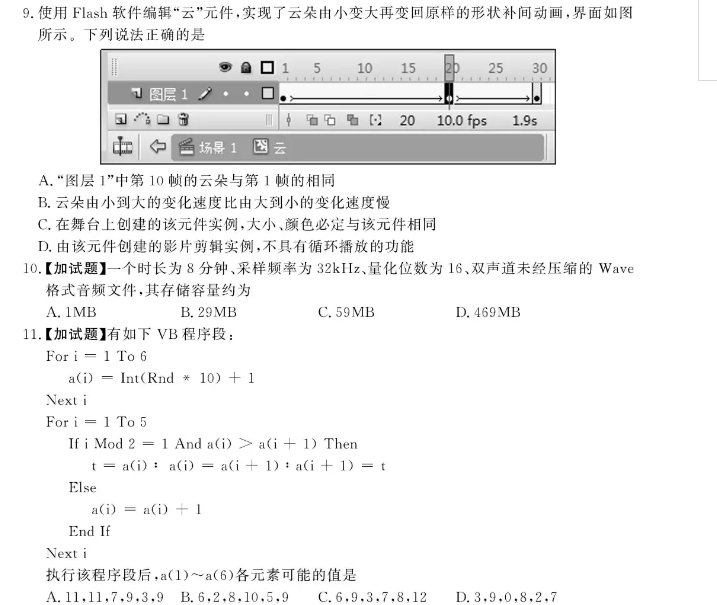 9. 使用 Flash 软件编辑“云”元件,实现了云朵由小变大再变回原样的形状补间动画,界面如图
所示。下列说法正确的是
1 5 10 15 20 25 30
图层 1
20 10.0 fps 1.9s
场景 1 云
A. “图层 1”中第 10 帧的云朵与第 1 帧的相同
B. 云朵由小到大的变化速度比由大到小的变化速度慢
C. 在舞台上创建的该元件实例,大小、颜色必定与该元件相同
D. 由该元件创建的影片剪辑实例,不具有循环播放的功能
10.【加试题】一个时长为 8 分钟、采样频率为 32kHz、量化位数为 16、双声道未经压缩的 Wave
格式音频文件,其存储容量约为
A. 1MB B. 29MB C. 59MB D. 469MB
11.【加试题】有如下 VB 程序段:
For i = 1 To 6
a(i) = Int(Rnd * 10) + 1
Next i
For i = 1 To 5
If i Mod 2 = 1 And a(i) > a(i + 1) Then
t = a(i) : a(i) = a(i + 1) : a(i + 1) = t
Else
a(i) = a(i) + 1
End If
Next i
执行该程序段后,a(1)～a(6)各元素可能的值是
A. 11,11,7,9,3,9 B. 6,2,8,10,5,9 C. 6,9,3,7,8,12 D. 3,9,0,8,2,7